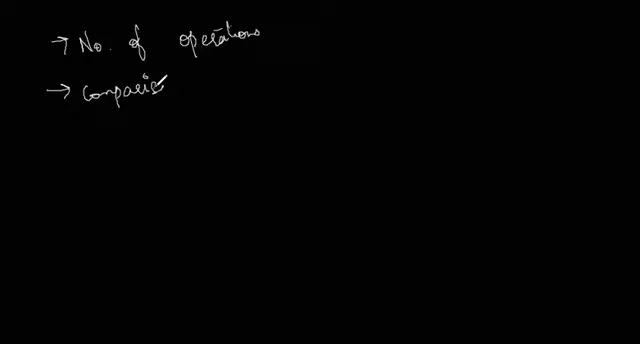 → No. of operations
→ Comparis